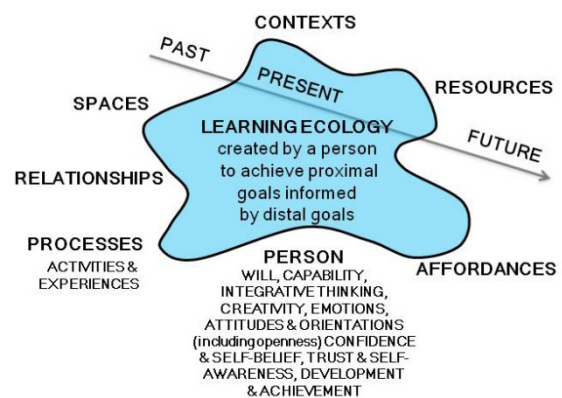 CONTEXTS
PAST
PRESENT
RESOURCES
SPACES
LEARNING ECOLOGY
created by a person
to achieve proximal
goals informed
by distal goals
FUTURE
RELATIONSHIPS
PROCESSES
ACTIVITIES &
EXPERIENCES
PERSON
WILL, CAPABILITY,
INTEGRATIVE THINKING,
CREATIVITY, EMOTIONS,
ATTITUDES & ORIENTATIONS
(including openness) CONFIDENCE
& SELF-BELIEF, TRUST & SELF-
AWARENESS, DEVELOPMENT
& ACHIEVEMENT
AFFORDANCES